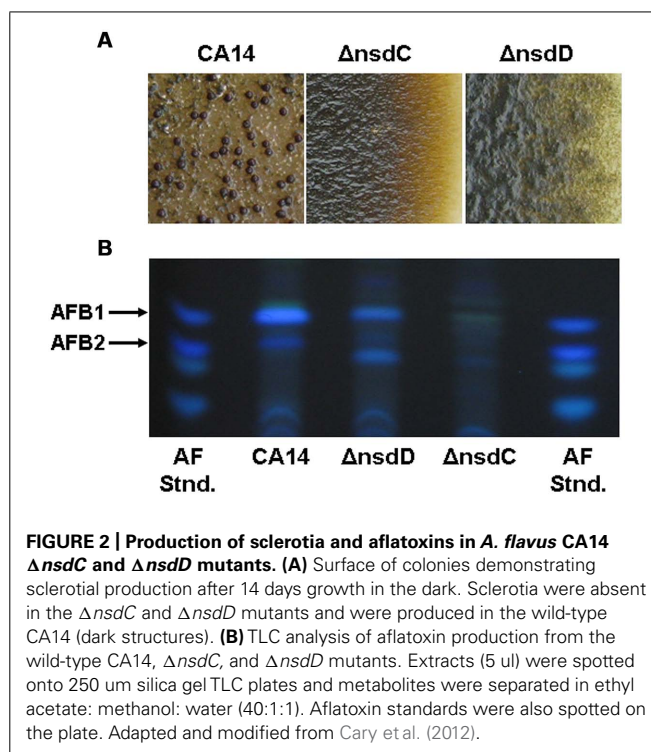 A
CA14 ΔnsdC ΔnsdD
B
AFB1
AFB2
AF Stnd. CA14 ΔnsdD ΔnsdC AF Stnd.
FIGURE 2 | Production of sclerotia and aflatoxins in A. flavus CA14
ΔnsdC and ΔnsdD mutants. (A) Surface of colonies demonstrating
sclerotial production after 14 days growth in the dark. Sclerotia were absent
in the ΔnsdC and ΔnsdD mutants and were produced in the wild-type
CA14 (dark structures). (B) TLC analysis of aflatoxin production from the
wild-type CA14, ΔnsdC, and ΔnsdD mutants. Extracts (5 ul) were spotted
onto 250 um silica gel TLC plates and metabolites were separated in ethyl
acetate: methanol: water (40:1:1). Aflatoxin standards were also spotted on
the plate. Adapted and modified from Cary et al. (2012).